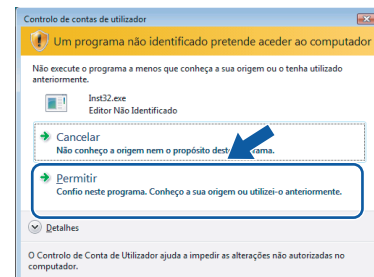 Controlo de contas de utilizador
Um programa não identificado pretende aceder ao computador
Não execute o programa a menos que conheça a sua origem ou o tenha utilizado
anteriormente.
Inst32.exe
Editor Não Identificado
Cancelar
Não conheço a origem nem o propósito deste
Permitir
Confio neste programa. Conheço a sua origem ou utilizei-o anteriormente.
Detalhes
O Controlo de Conta de Utilizador ajuda a impedir as alterações não autorizadas no
computador.